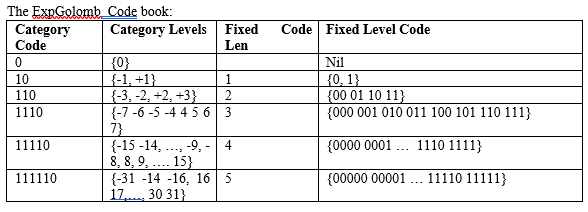 The ExpGolomb Code book:
Category Code | Category Levels | Fixed Code Len | Fixed Level Code
0 | {0} | | Nil
10 | {-1, +1} | 1 | {0, 1}
110 | {-3, -2, +2, +3} | 2 | {00 01 10 11}
1110 | {-7 -6 -5 -4 4 5 6 7} | 3 | {000 001 010 011 100 101 110 111}
11110 | {-15 -14, …, -9, -8, 8, 9, …. 15} | 4 | {0000 0001 … 1110 1111}
111110 | {-31 -14 -16, 16 17,…, 30 31} | 5 | {00000 00001 … 11110 11111}